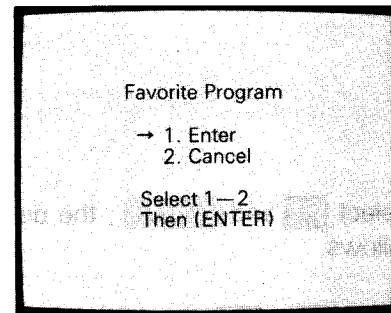 Favorite Program
→ 1. Enter
2. Cancel
Select 1—2
Then (ENTER)